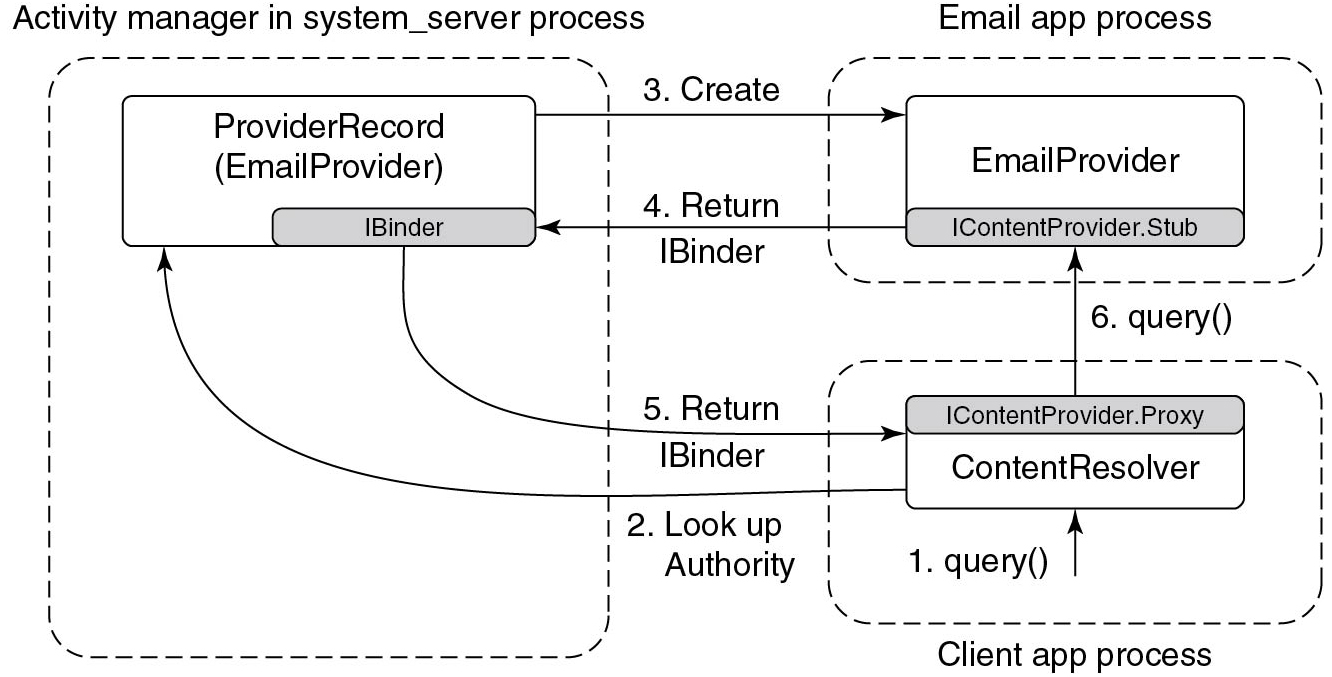 Activity manager in system_server process
Email app process
ProviderRecord
(EmailProvider)
IBinder
3. Create
EmailProvider
IContentProvider.Stub
4. Return
IBinder
6. query()
5. Return
IBinder
IContentProvider.Proxy
ContentResolver
2. Look up
Authority
1. query()
Client app process